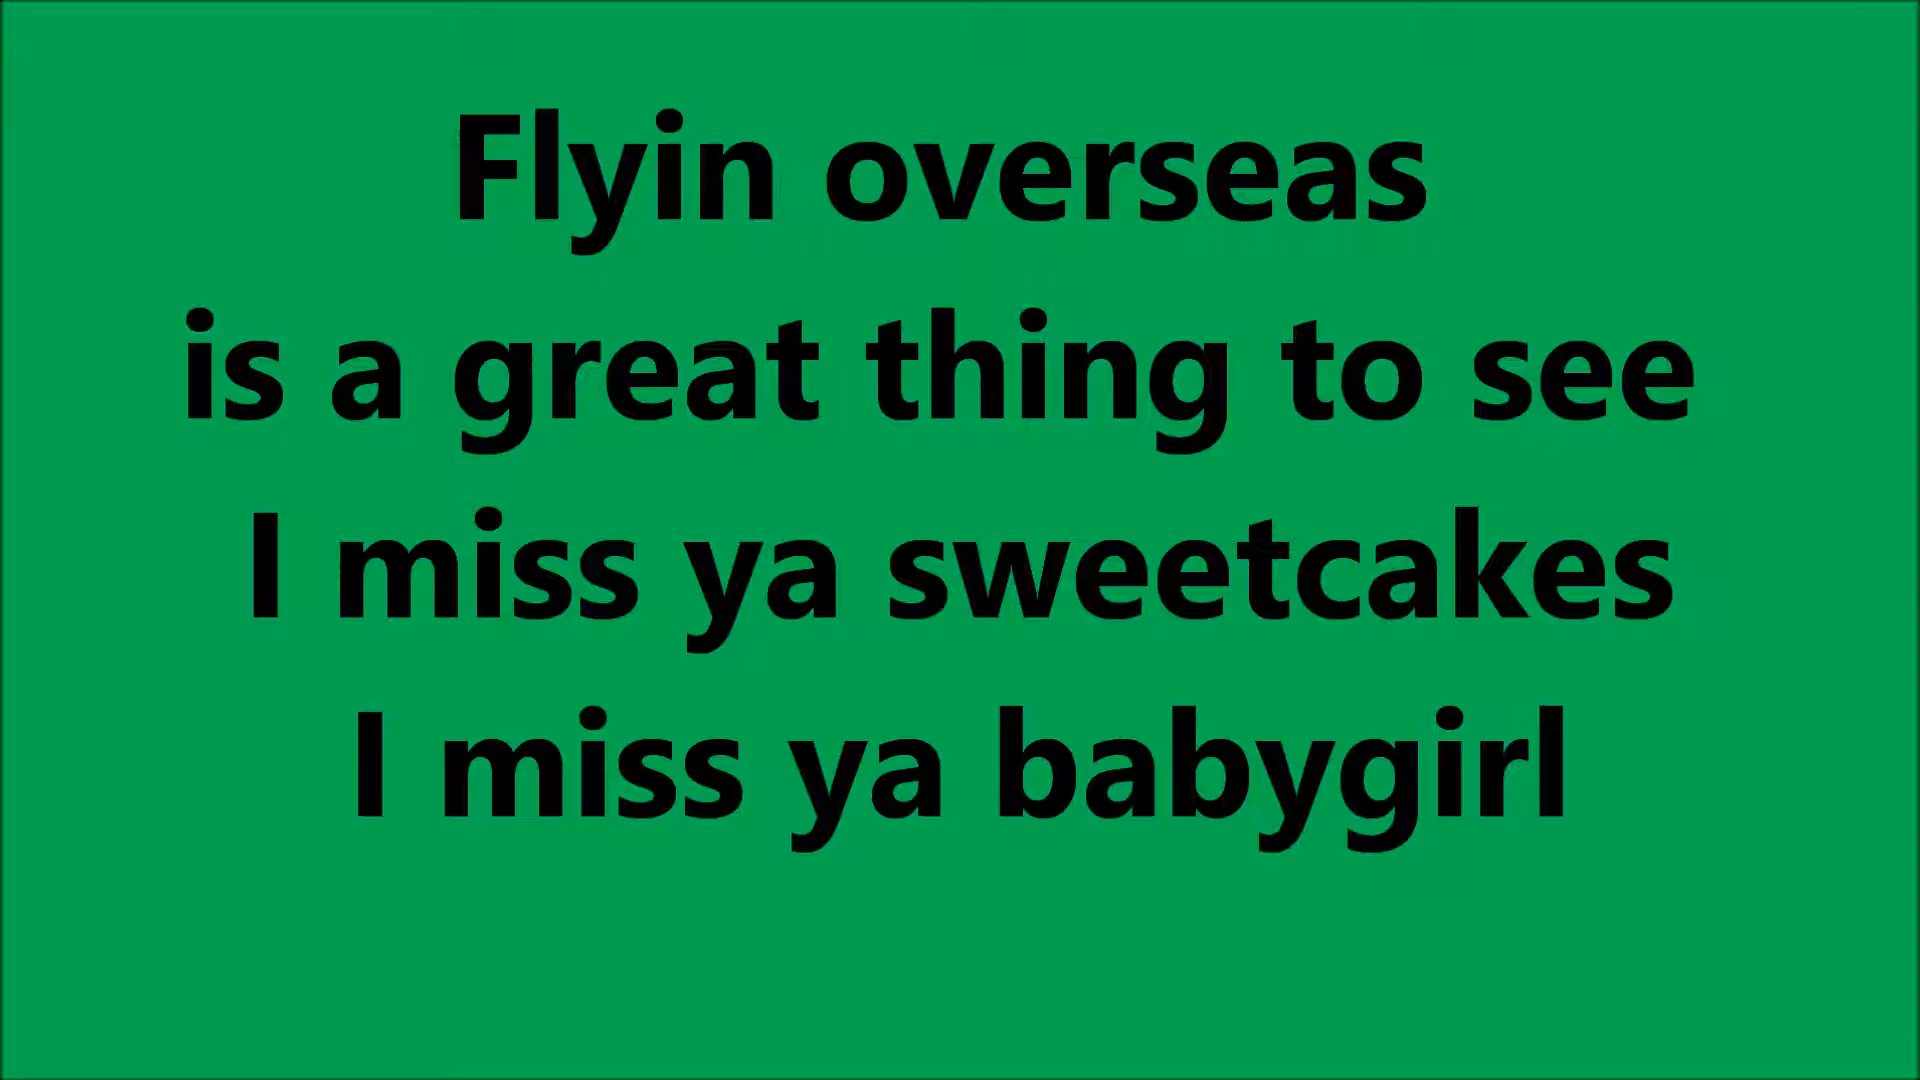 Flyin overseas
is a great thing to see
I miss ya sweetcakes
I miss ya babygirl